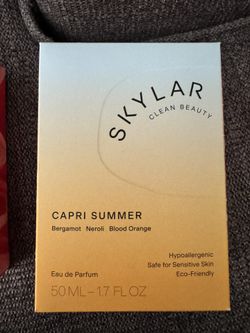 SKYLAR
CLEAN BEAUTY
CAPRI SUMMER
Bergamot Neroli Blood Orange
Hypoallergenic
Safe for Sensitive Skin
Eau de Parfum Eco-Friendly
50 ML – 1.7 FL OZ